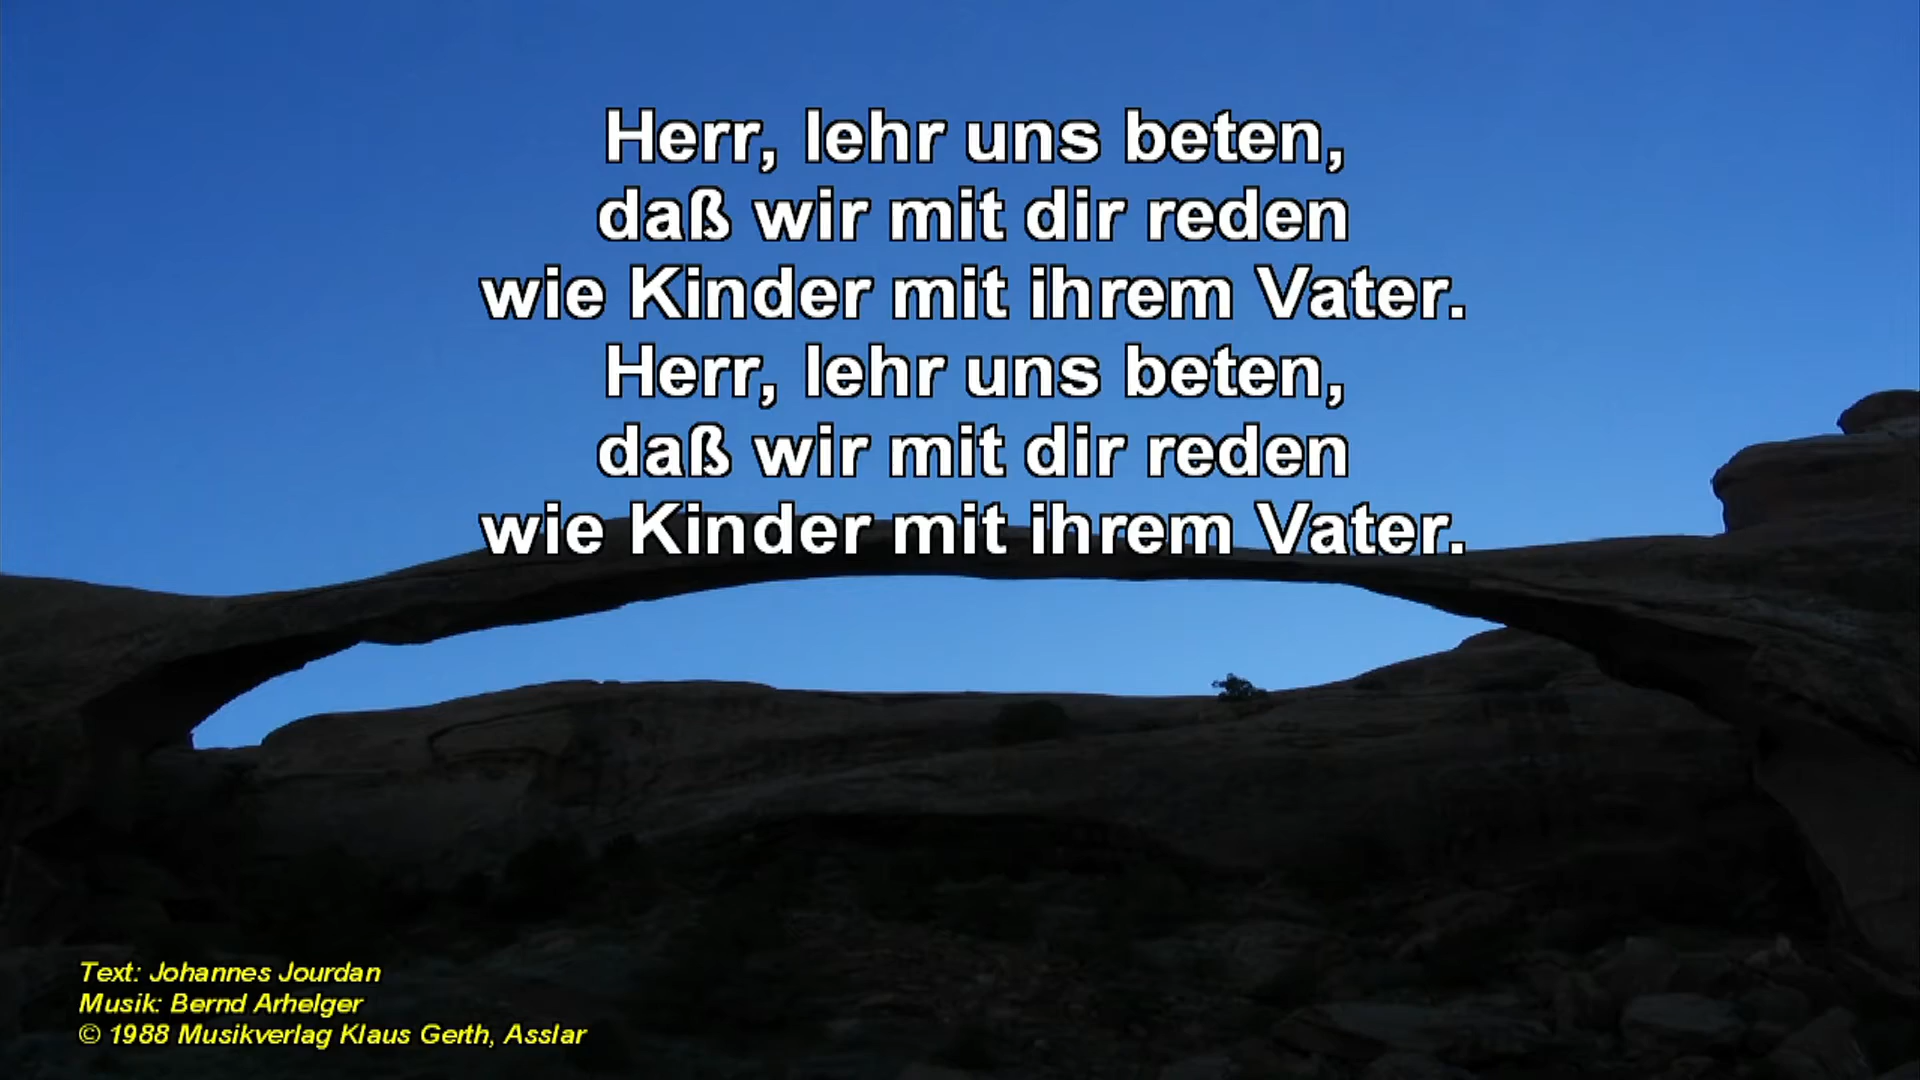 Herr, lehr uns beten,
daß wir mit dir reden
wie Kinder mit ihrem Vater.
Herr, lehr uns beten,
daß wir mit dir reden
wie Kinder mit ihrem Vater.
Text: Johannes Jourdan
Musik: Bernd Arhelger
© 1988 Musikverlag Klaus Gerth, Asslar